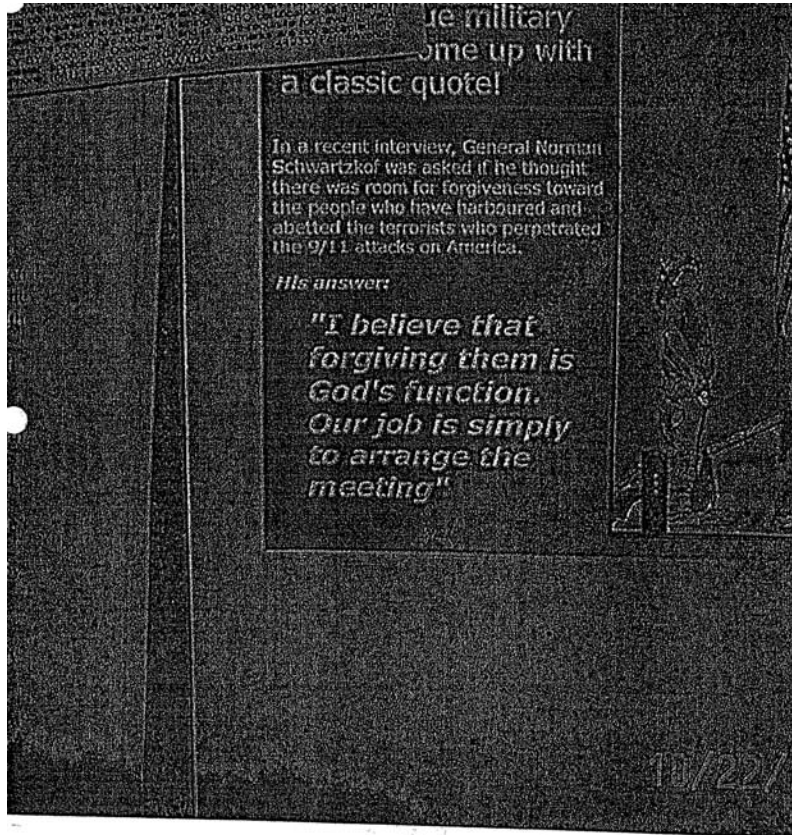 ue military
ome up with
a classic quote!
In a recent interview, General Norman
Schwartzkof was asked if he thought
there was room for forgiveness toward
the people who have harboured and
abetted the terrorists who perpetrated
the 9/11 attacks on America.
His answer:
"I believe that
forgiving them is
God's function.
Our job is simply
to arrange the
meeting"
10/22/